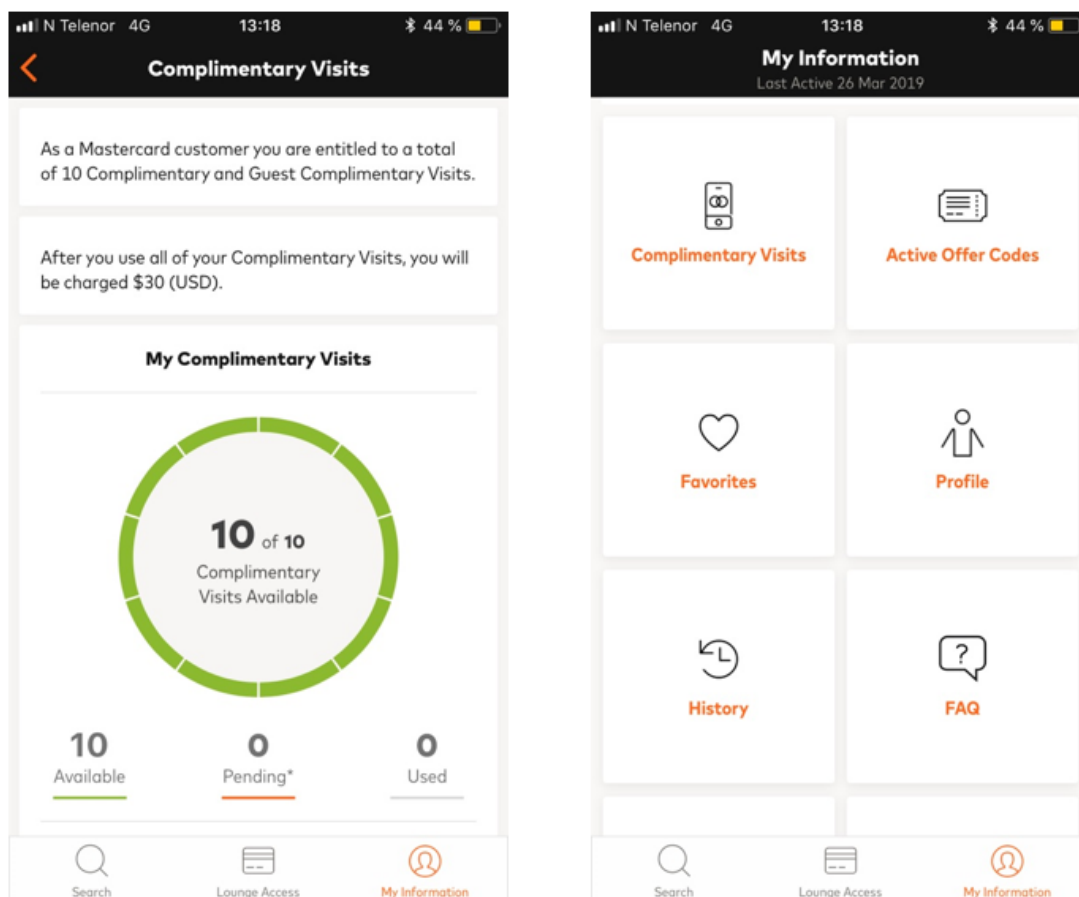 N Telenor 4G 13:18 44 %
Complimentary Visits
As a Mastercard customer you are entitled to a total
of 10 Complimentary and Guest Complimentary Visits.
After you use all of your Complimentary Visits, you will
be charged $30 (USD).
My Complimentary Visits
10 of 10
Complimentary
Visits Available
10 0 0
Available Pending* Used
Search Lounge Access My Information
N Telenor 4G 13:18 44 %
My Information
Last Active 26 Mar 2019
Complimentary Visits Active Offer Codes
Favorites Profile
?
History FAQ
Search Lounge Access My Information